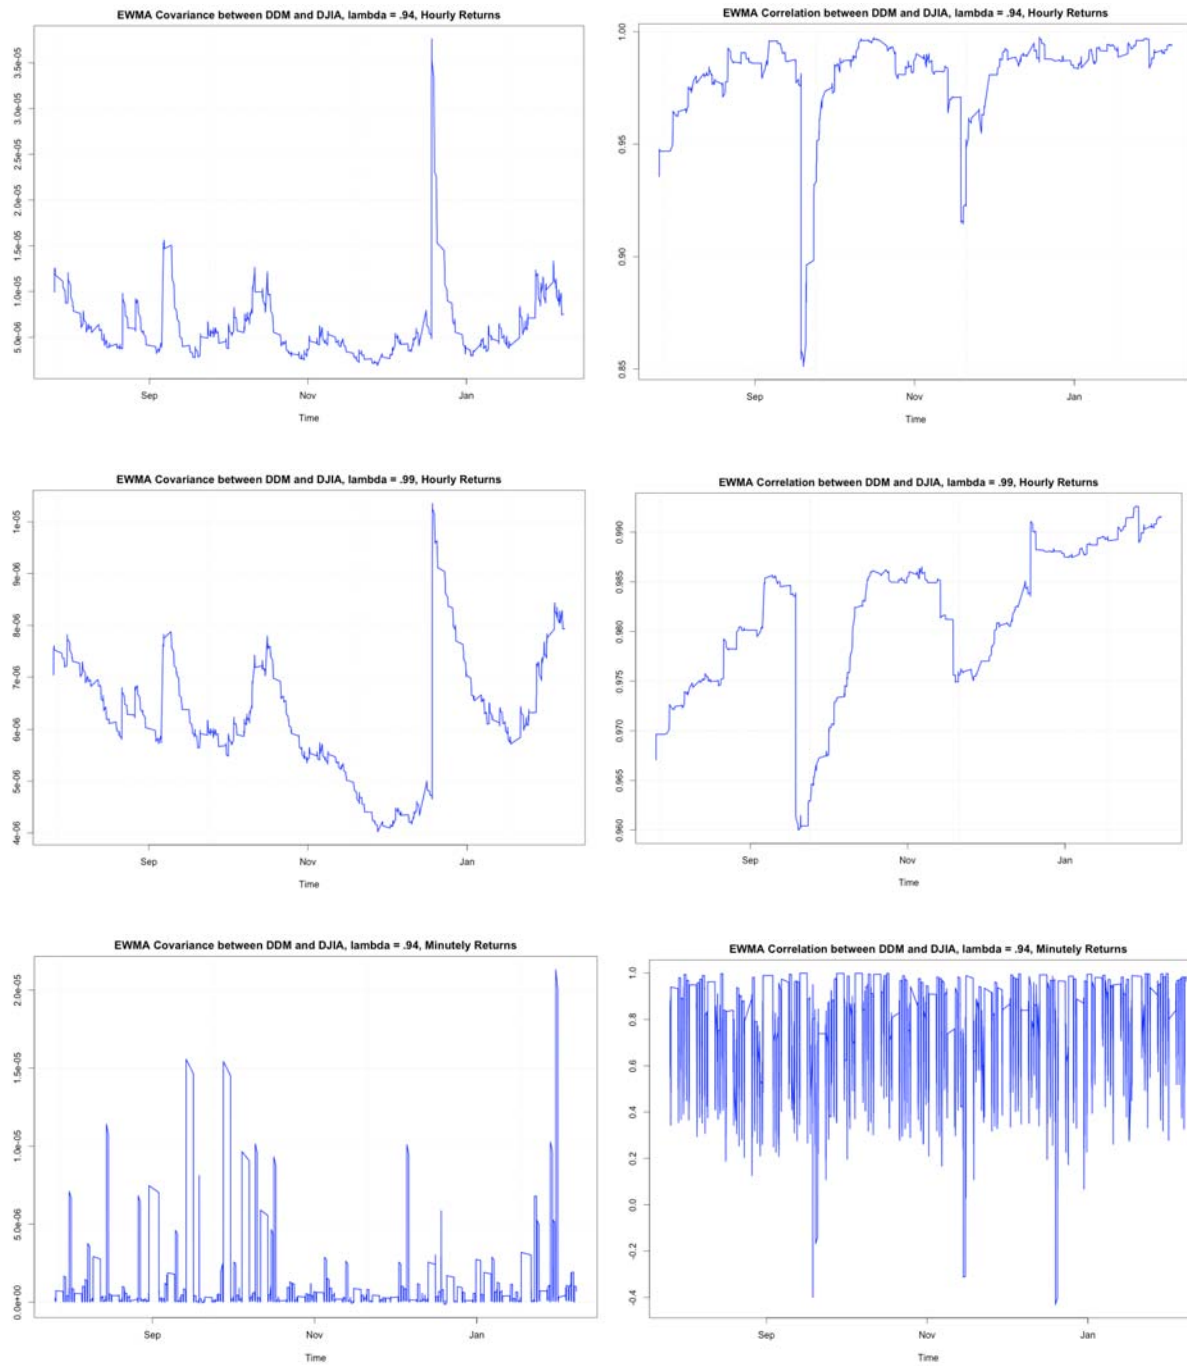 EWMA Covariance between DDM and DJIA, lambda = .94, Hourly Returns
3.5e-05
3.0e-05
2.5e-05
2.0e-05
1.5e-05
1.0e-05
5.0e-06
Sep Nov Jan
Time
EWMA Correlation between DDM and DJIA, lambda = .94, Hourly Returns
1.00
0.95
0.90
0.85
Sep Nov Jan
Time
EWMA Covariance between DDM and DJIA, lambda = .99, Hourly Returns
1e-05
9e-06
8e-06
7e-06
6e-06
5e-06
4e-06
Sep Nov Jan
Time
EWMA Correlation between DDM and DJIA, lambda = .99, Hourly Returns
0.990
0.985
0.980
0.975
0.970
0.965
0.960
Sep Nov Jan
Time
EWMA Covariance between DDM and DJIA, lambda = .94, Minutely Returns
2.0e-05
1.5e-05
1.0e-05
5.0e-06
0.0e+00
Sep Nov Jan
Time
EWMA Correlation between DDM and DJIA, lambda = .94, Minutely Returns
1.0
0.8
0.6
0.4
0.2
0.0
-0.2
-0.4
Sep Nov Jan
Time